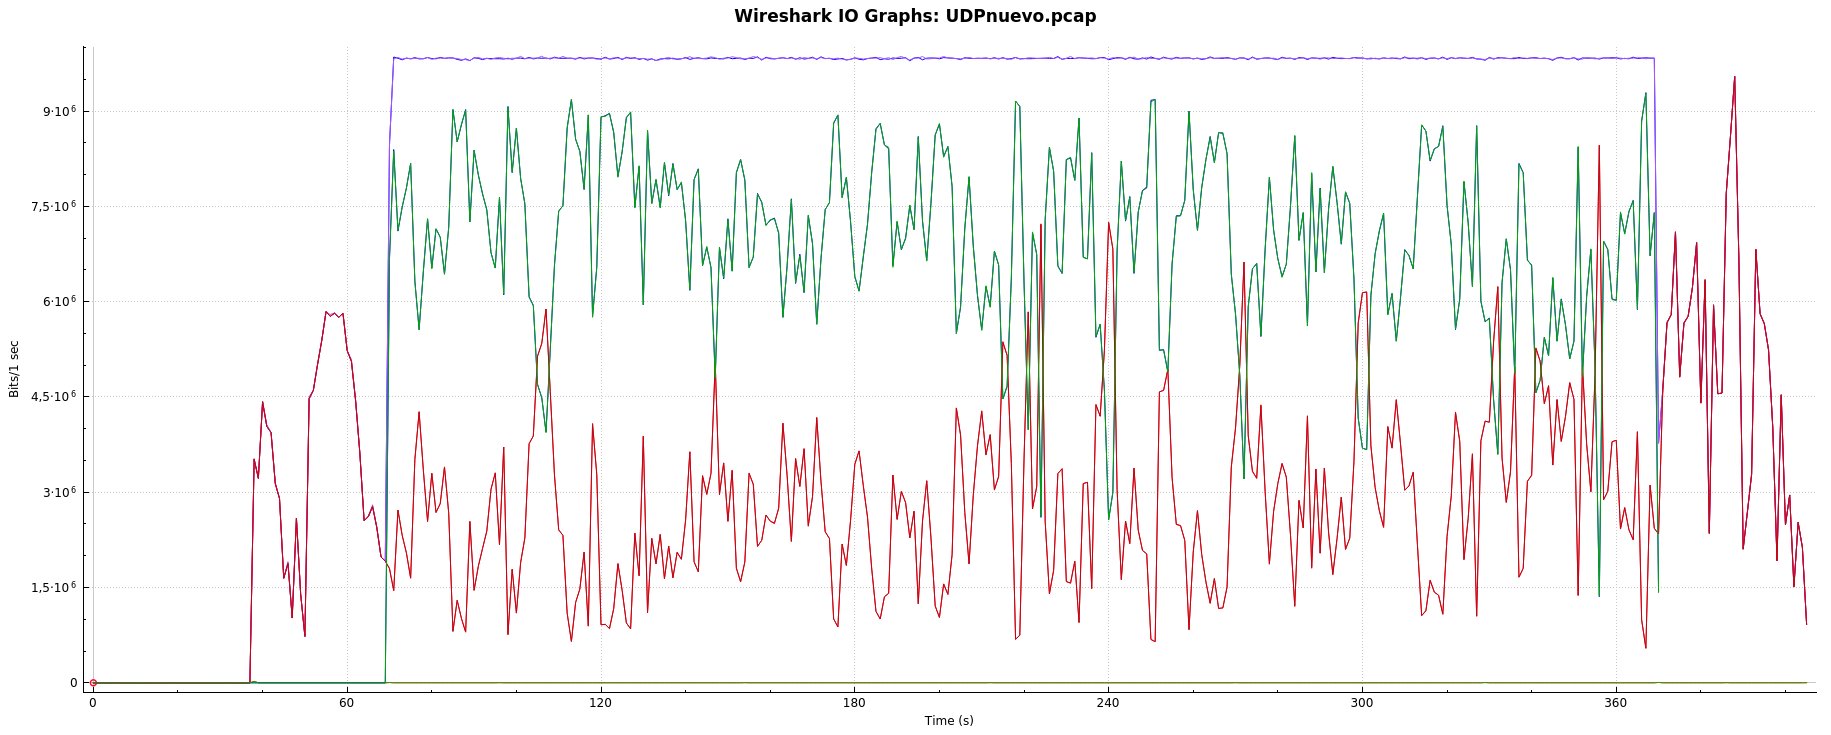 Wireshark IO Graphs: UDPnuevo.pcap
Bits/1 sec
9·10⁶
7,5·10⁶
6·10⁶
4,5·10⁶
3·10⁶
1,5·10⁶
0
0 60 120 180 240 300 360
Time (s)